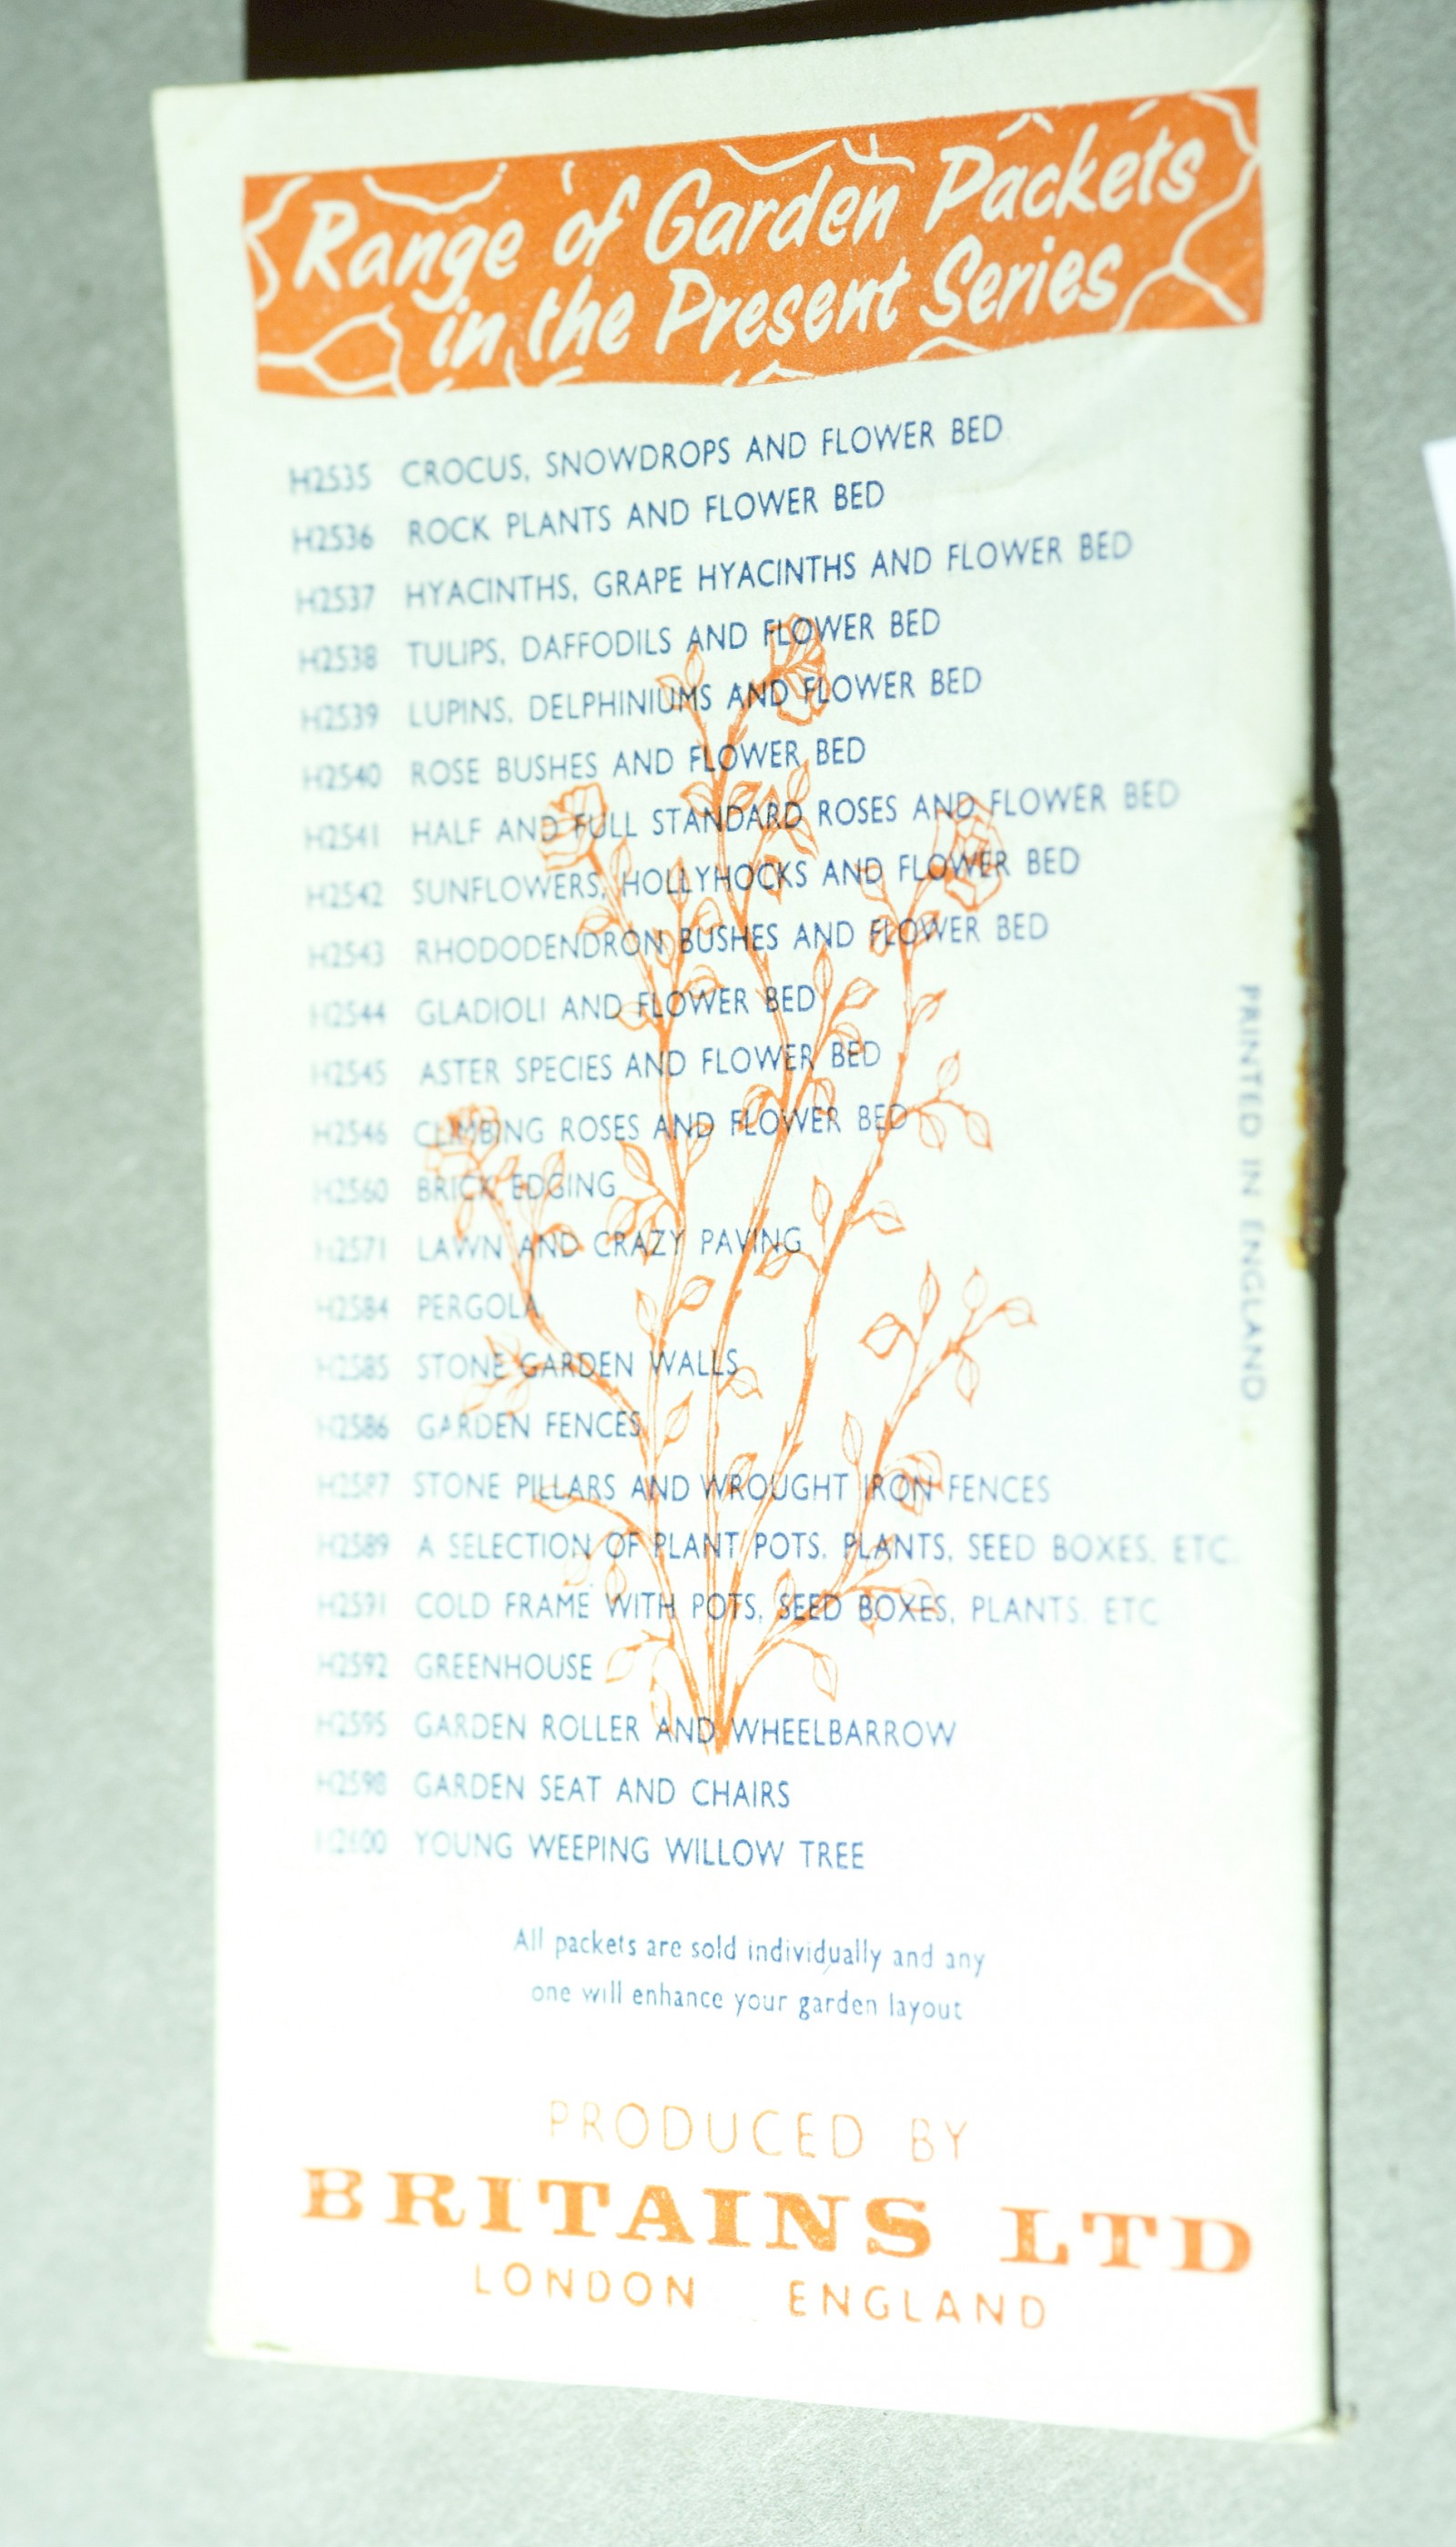 Range of Garden Packets
in the Present Series
H2535 CROCUS, SNOWDROPS AND FLOWER BED
H2536 ROCK PLANTS AND FLOWER BED
H2537 HYACINTHS, GRAPE HYACINTHS AND FLOWER BED
H2538 TULIPS, DAFFODILS AND FLOWER BED
H2539 LUPINS, DELPHINIUMS AND FLOWER BED
H2540 ROSE BUSHES AND FLOWER BED
H2541 HALF AND FULL STANDARD ROSES AND FLOWER BED
H2542 SUNFLOWERS, HOLLYHOCKS AND FLOWER BED
H2543 RHODODENDRON BUSHES AND FLOWER BED
H2544 GLADIOLI AND FLOWER BED
H2545 ASTER SPECIES AND FLOWER BED
H2546 CLIMBING ROSES AND FLOWER BED
H2560 BRICK EDGING
H2571 LAWN AND CRAZY PAVING
H2584 PERGOLA
H2585 STONE GARDEN WALLS
H2586 GARDEN FENCES
H2587 STONE PILLARS AND WROUGHT IRON FENCES
H2589 A SELECTION OF PLANT POTS, PLANTS, SEED BOXES, ETC.
H2591 COLD FRAME WITH POTS, SEED BOXES, PLANTS, ETC
H2592 GREENHOUSE
H2595 GARDEN ROLLER AND WHEELBARROW
H2598 GARDEN SEAT AND CHAIRS
H2600 YOUNG WEEPING WILLOW TREE
All packets are sold individually and any
one will enhance your garden layout
PRODUCED BY
BRITAINS LTD
LONDON ENGLAND
PRINTED IN ENGLAND